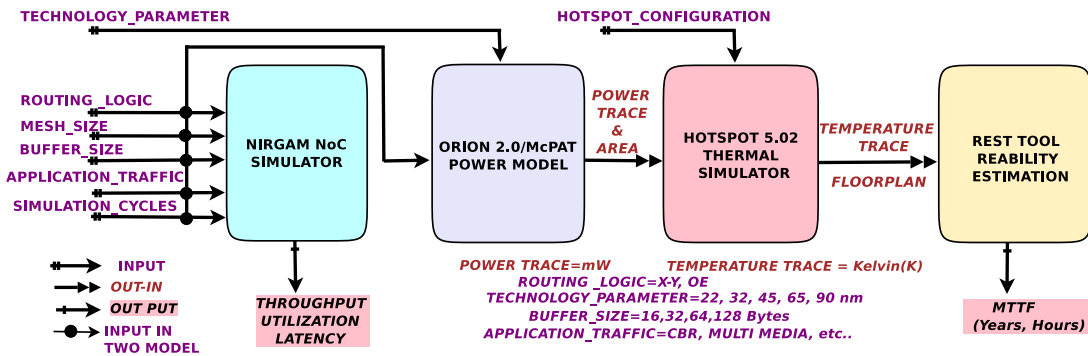 TECHNOLOGY_PARAMETER
HOTSPOT_CONFIGURATION
ROUTING _LOGIC
MESH_SIZE
BUFFER_SIZE
APPLICATION_TRAFFIC
SIMULATION_CYCLES
NIRGAM NoC
SIMULATOR
ORION 2.0/McPAT
POWER MODEL
POWER
TRACE
&
AREA
HOTSPOT 5.02
THERMAL
SIMULATOR
TEMPERATURE
TRACE
FLOORPLAN
REST TOOL
REABILITY
ESTIMATION
INPUT
OUT-IN
OUT PUT
INPUT IN
TWO MODEL
THROUGHPUT
UTILIZATION
LATENCY
POWER TRACE=mW
TEMPERATURE TRACE = Kelvin(K)
ROUTING _LOGIC=X-Y, OE
TECHNOLOGY_PARAMETER=22, 32, 45, 65, 90 nm
BUFFER_SIZE=16,32,64,128 Bytes
APPLICATION_TRAFFIC=CBR, MULTI MEDIA, etc..
MTTF
(Years, Hours)